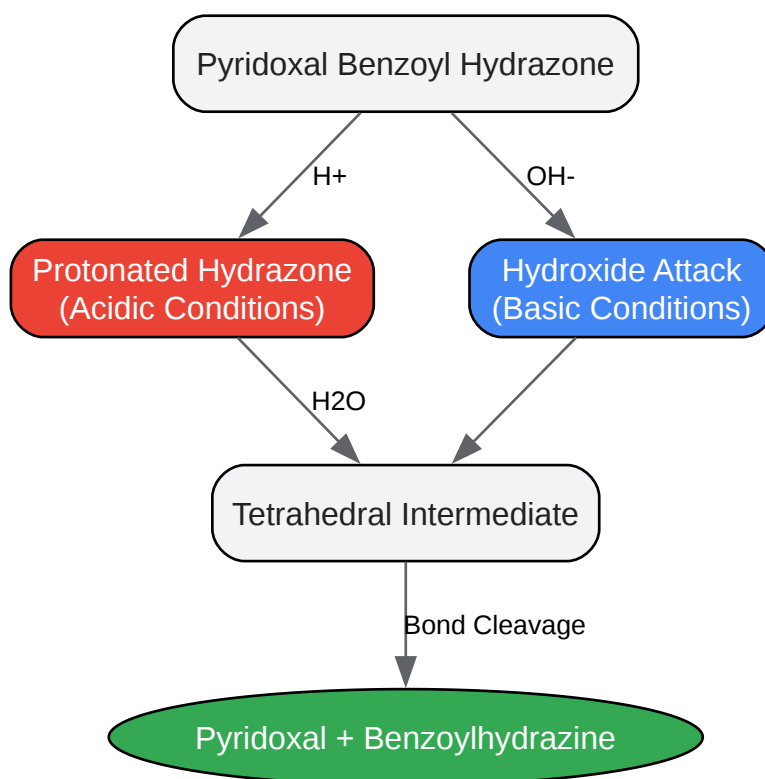 Pyridoxal Benzoyl Hydrazone
H+
OH-
Protonated Hydrazone
(Acidic Conditions)
Hydroxide Attack
(Basic Conditions)
H2O
Tetrahedral Intermediate
Bond Cleavage
Pyridoxal + Benzoylhydrazine